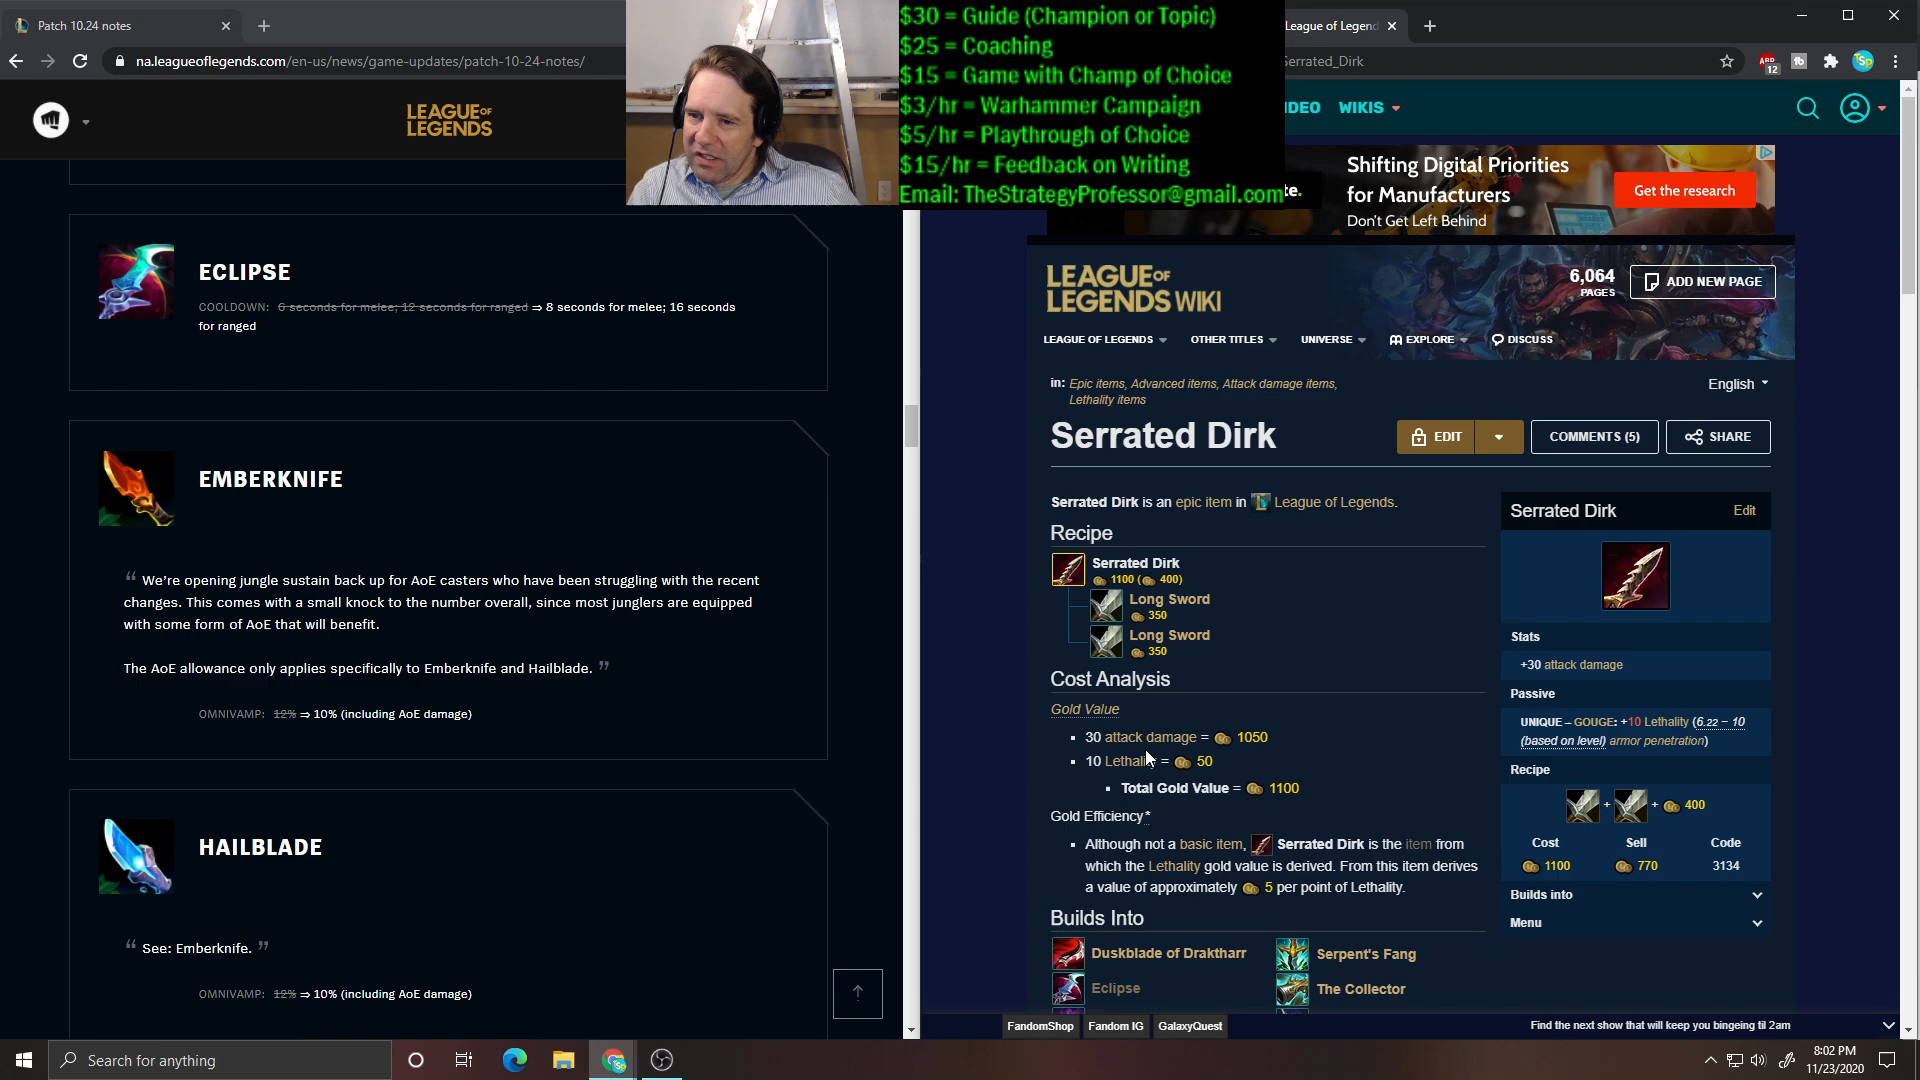 Patch 10.24 notes
na.leagueoflegends.com/en-us/news/game-updates/patch-10-24-notes/
LEAGUE OF
LEGENDS
ECLIPSE
COOLDOWN: 6 seconds for melee; 12 seconds for ranged ⇒ 8 seconds for melee; 16 seconds
for ranged
EMBERKNIFE
“ We're opening jungle sustain back up for AoE casters who have been struggling with the recent
changes. This comes with a small knock to the number overall, since most junglers are equipped
with some form of AoE that will benefit.
The AoE allowance only applies specifically to Emberknife and Hailblade. ”
OMNIVAMP: 12% ⇒ 10% (including AoE damage)
HAILBLADE
“ See: Emberknife. ”
OMNIVAMP: 12% ⇒ 10% (including AoE damage)
$30 = Guide (Champion or Topic)
$25 = Coaching
$15 = Game with Champ of Choice
$3/hr = Warhammer Campaign
$5/hr = Playthrough of Choice
$15/hr = Feedback on Writing
Email: TheStrategyProfessor@gmail.com
League of Legend
errated_Dirk
ABP
12
tb
TSp
IDEO
WIKIS
te.
Shifting Digital Priorities
for Manufacturers
Don't Get Left Behind
Get the research
LEAGUE OF
LEGENDS WIKI
6,064
PAGES
ADD NEW PAGE
LEAGUE OF LEGENDS OTHER TITLES UNIVERSE EXPLORE DISCUSS
in: Epic items, Advanced items, Attack damage items,
Lethality items
English
Serrated Dirk
EDIT
COMMENTS (5)
SHARE
Serrated Dirk is an epic item in League of Legends.
Recipe
Serrated Dirk
1100 ( 400)
Long Sword
350
Long Sword
350
Cost Analysis
Gold Value
30 attack damage = 1050
10 Lethality = 50
Total Gold Value = 1100
Gold Efficiency*
Although not a basic item, Serrated Dirk is the item from
which the Lethality gold value is derived. From this item derives
a value of approximately 5 per point of Lethality.
Builds Into
Duskblade of Draktharr
Serpent's Fang
Eclipse
The Collector
Serrated Dirk
Edit
Stats
+30 attack damage
Passive
UNIQUE – GOUGE: +10 Lethality (6.22 − 10
(based on level) armor penetration)
Recipe
+ + 400
Cost Sell Code
1100 770 3134
Builds into
Menu
FandomShop Fandom IG GalaxyQuest
Find the next show that will keep you bingeing til 2am
Search for anything
TSp
8:02 PM
11/23/2020